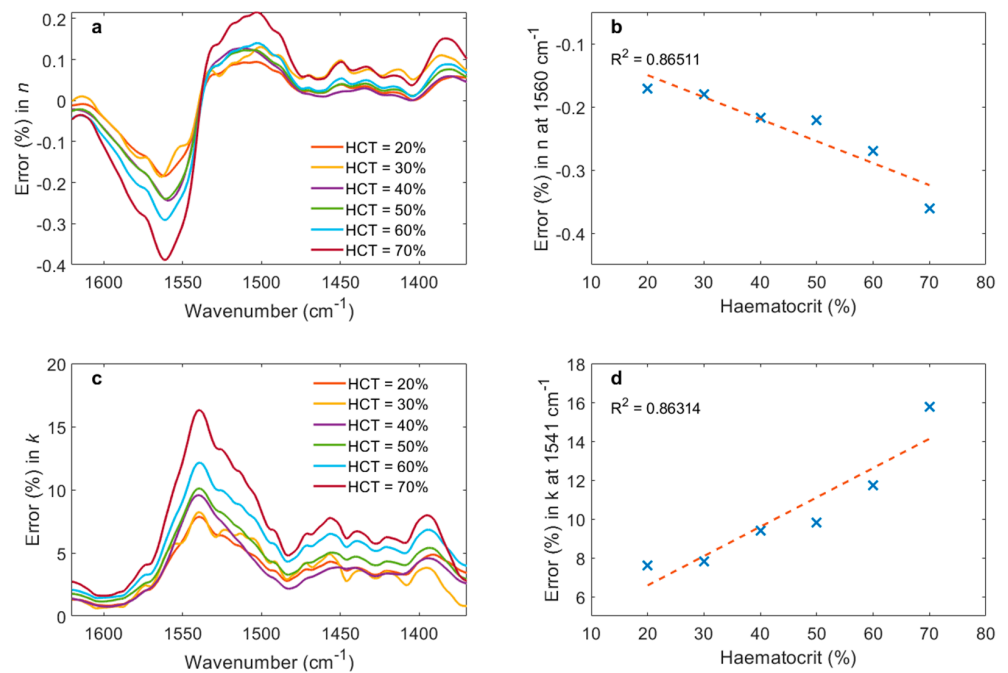 a
0.2
0.1
0
-0.1
-0.2
-0.3
-0.4
Error (%) in n
HCT = 20%
HCT = 30%
HCT = 40%
HCT = 50%
HCT = 60%
HCT = 70%
1600
1550
1500
1450
1400
Wavenumber (cm⁻¹)
b
R² = 0.86511
-0.1
-0.2
-0.3
-0.4
Error (%) in n at 1560 cm⁻¹
10
20
30
40
50
60
70
80
Haematocrit (%)
c
20
15
10
5
0
Error (%) in k
HCT = 20%
HCT = 30%
HCT = 40%
HCT = 50%
HCT = 60%
HCT = 70%
1600
1550
1500
1450
1400
Wavenumber (cm⁻¹)
d
R² = 0.86314
18
16
14
12
10
8
6
Error (%) in k at 1541 cm⁻¹
10
20
30
40
50
60
70
80
Haematocrit (%)